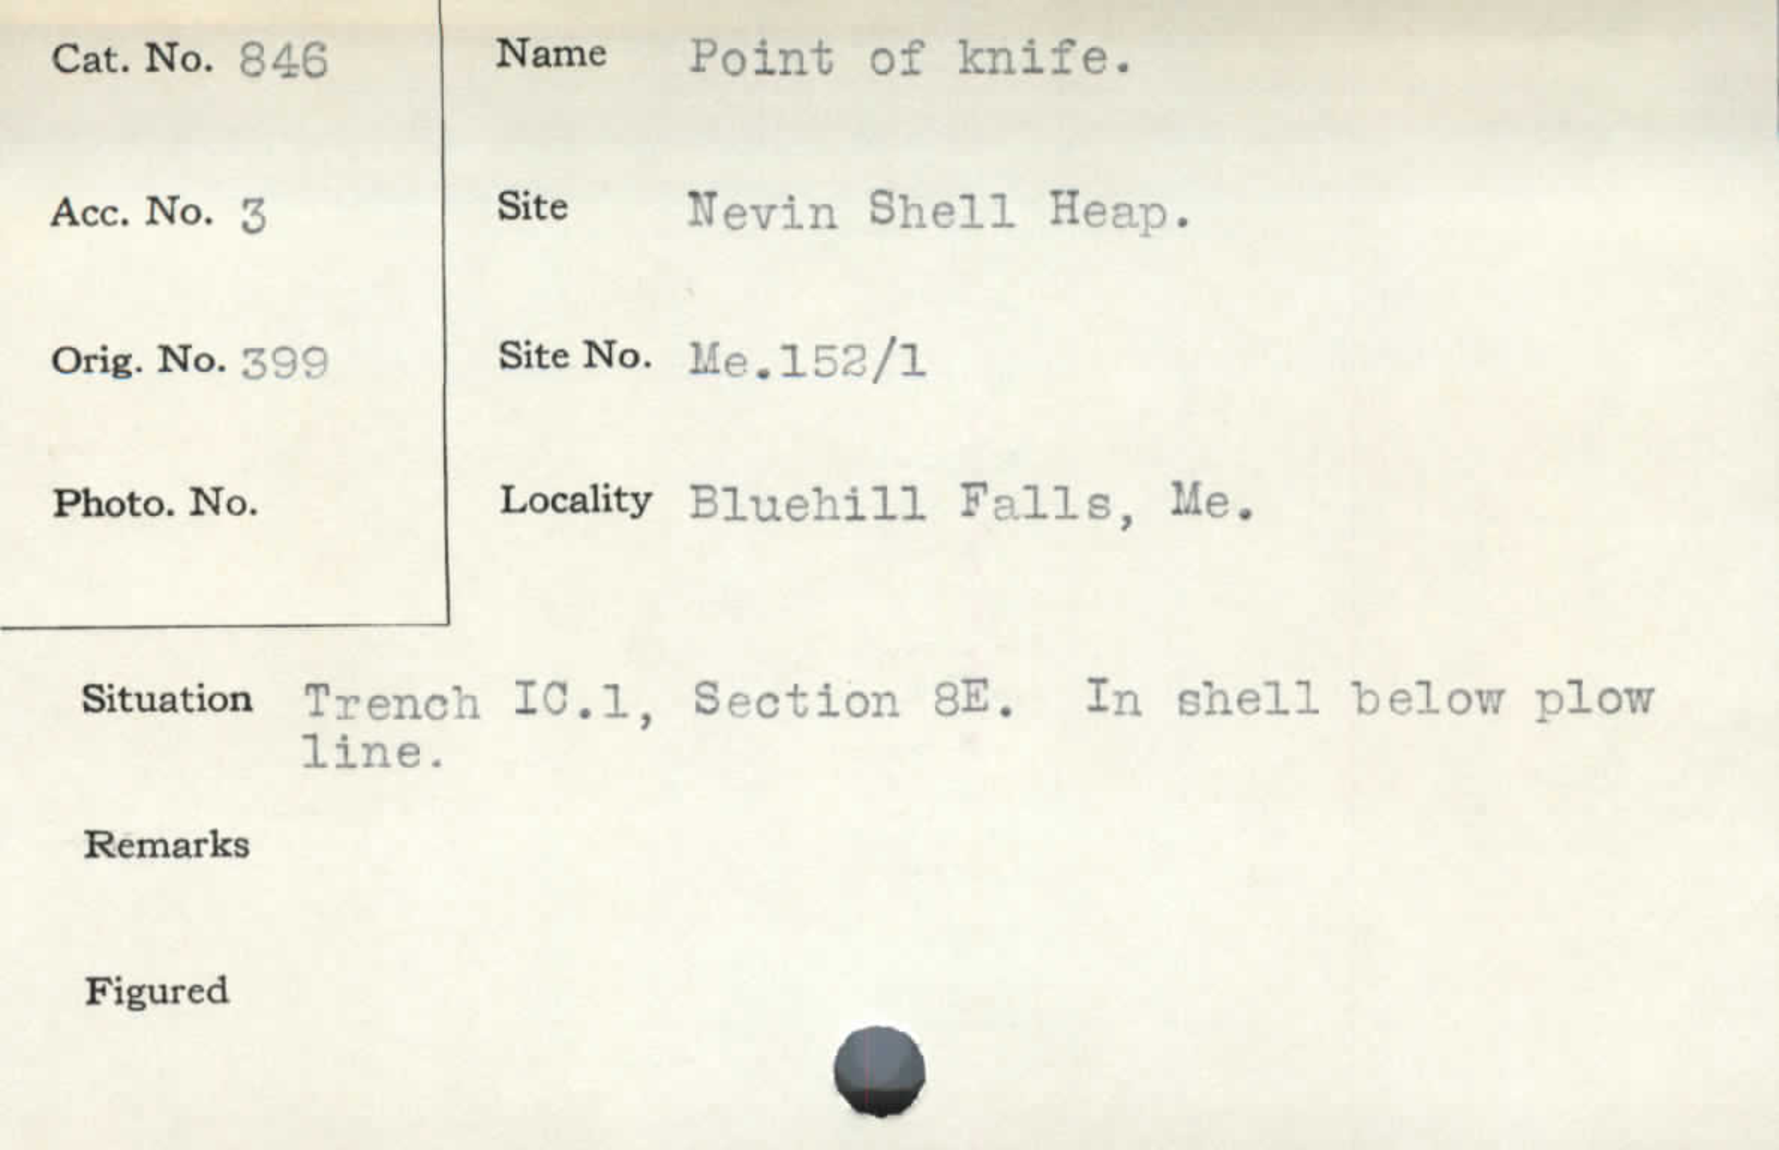 Cat. No. 846
Name Point of knife.
Acc. No. 3
Site Nevin Shell Heap.
Orig. No. 399
Site No. Me.152/1
Photo. No.
Locality Bluehill Falls, Me.
Situation Trench IC.1, Section 8E. In shell below plow
line.
Remarks
Figured